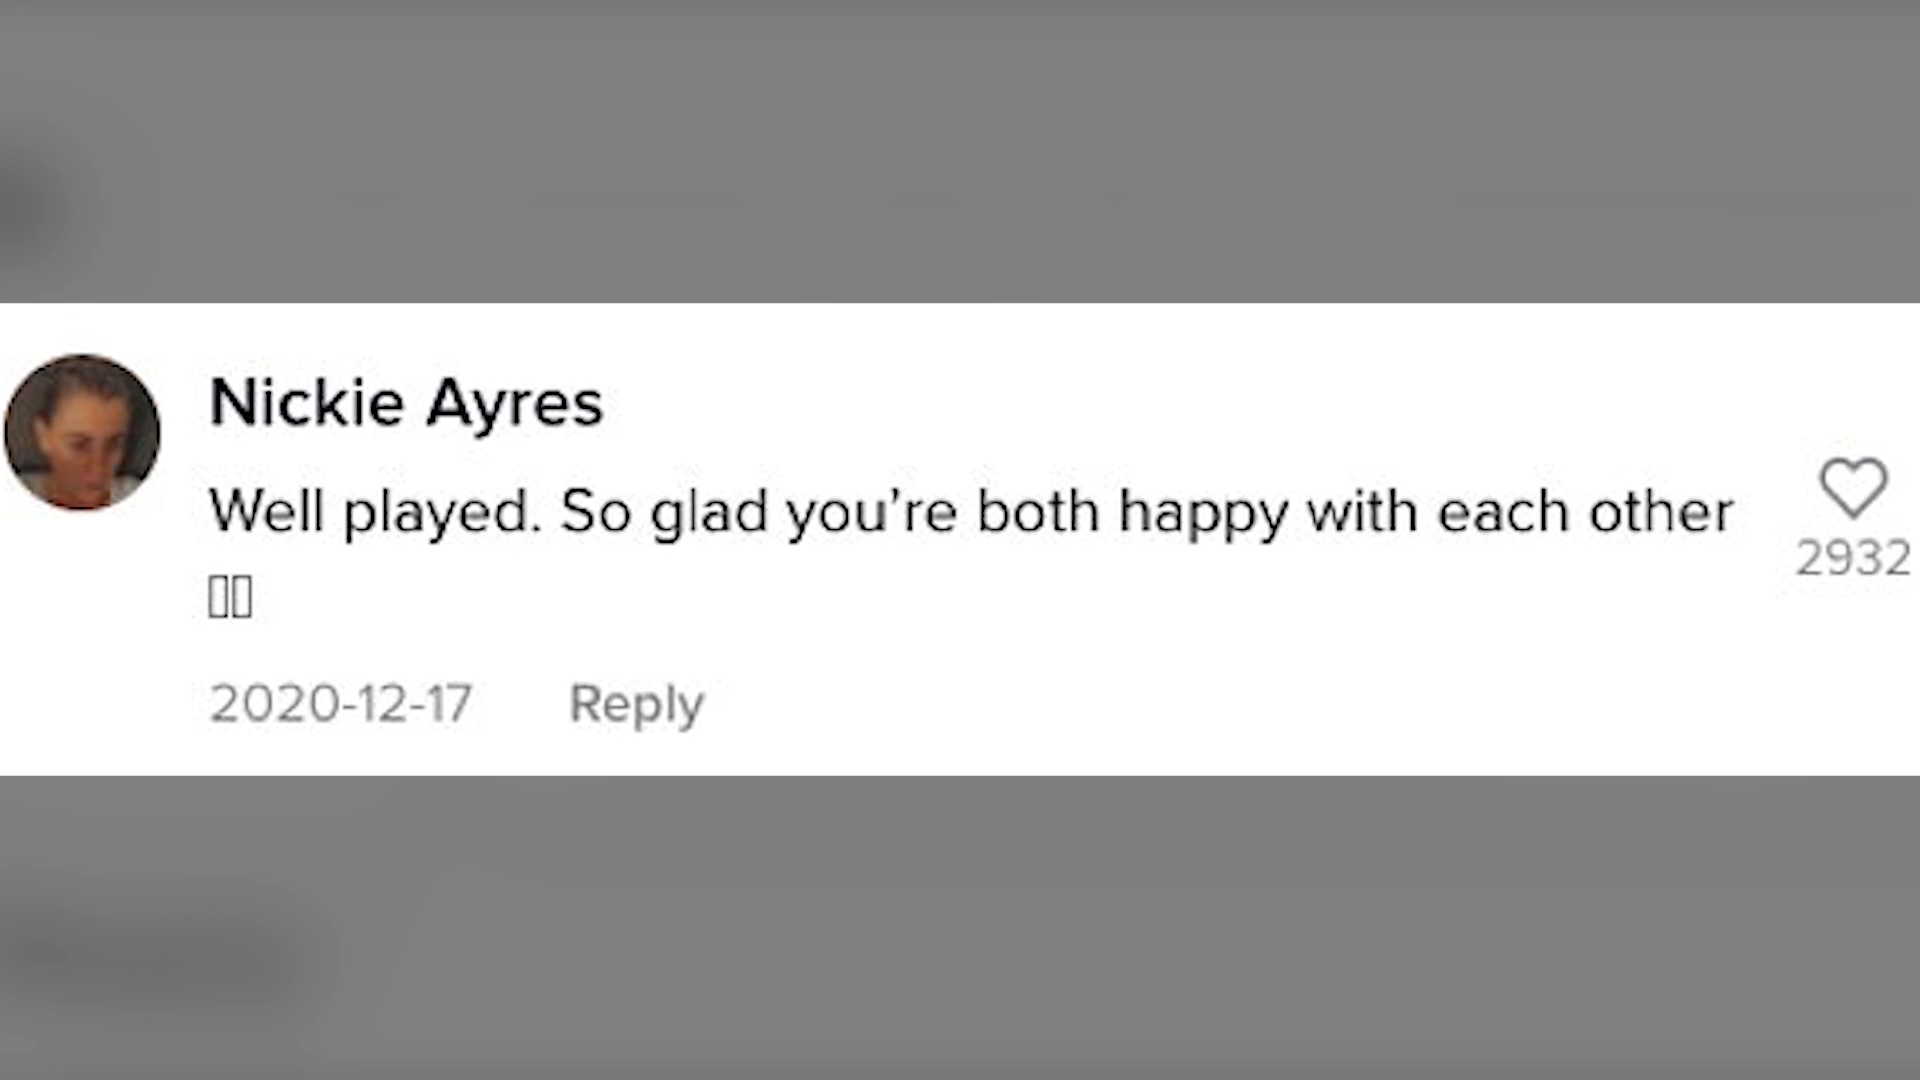 Nickie Ayres
Well played. So glad you're both happy with each other
▯▯
2932
2020-12-17 Reply